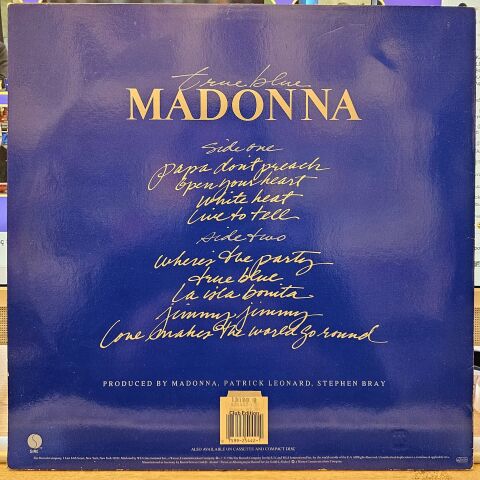 true blue
MADONNA
side one
papa don't preach
open your heart
white heat
live to tell
side two
where's the party
true blue
la isla bonita
jimmy jimmy
love makes the world go round
PRODUCED BY MADONNA, PATRICK LEONARD, STEPHEN BRAY
Club Edition
ALSO AVAILABLE ON CASSETTE AND COMPACT DISC